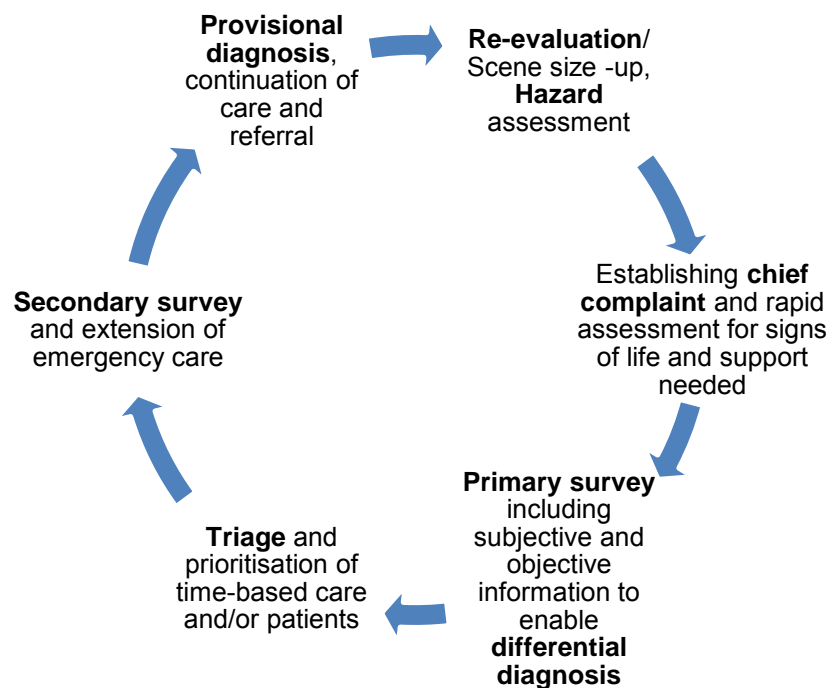 Provisional
diagnosis,
continuation of
care and
referral
Re-evaluation/
Scene size -up,
Hazard
assessment
Establishing chief
complaint and rapid
assessment for signs
of life and support
needed
Primary survey
including
subjective and
objective
information to
enable
differential
diagnosis
Triage and
prioritisation of
time-based care
and/or patients
Secondary survey
and extension of
emergency care